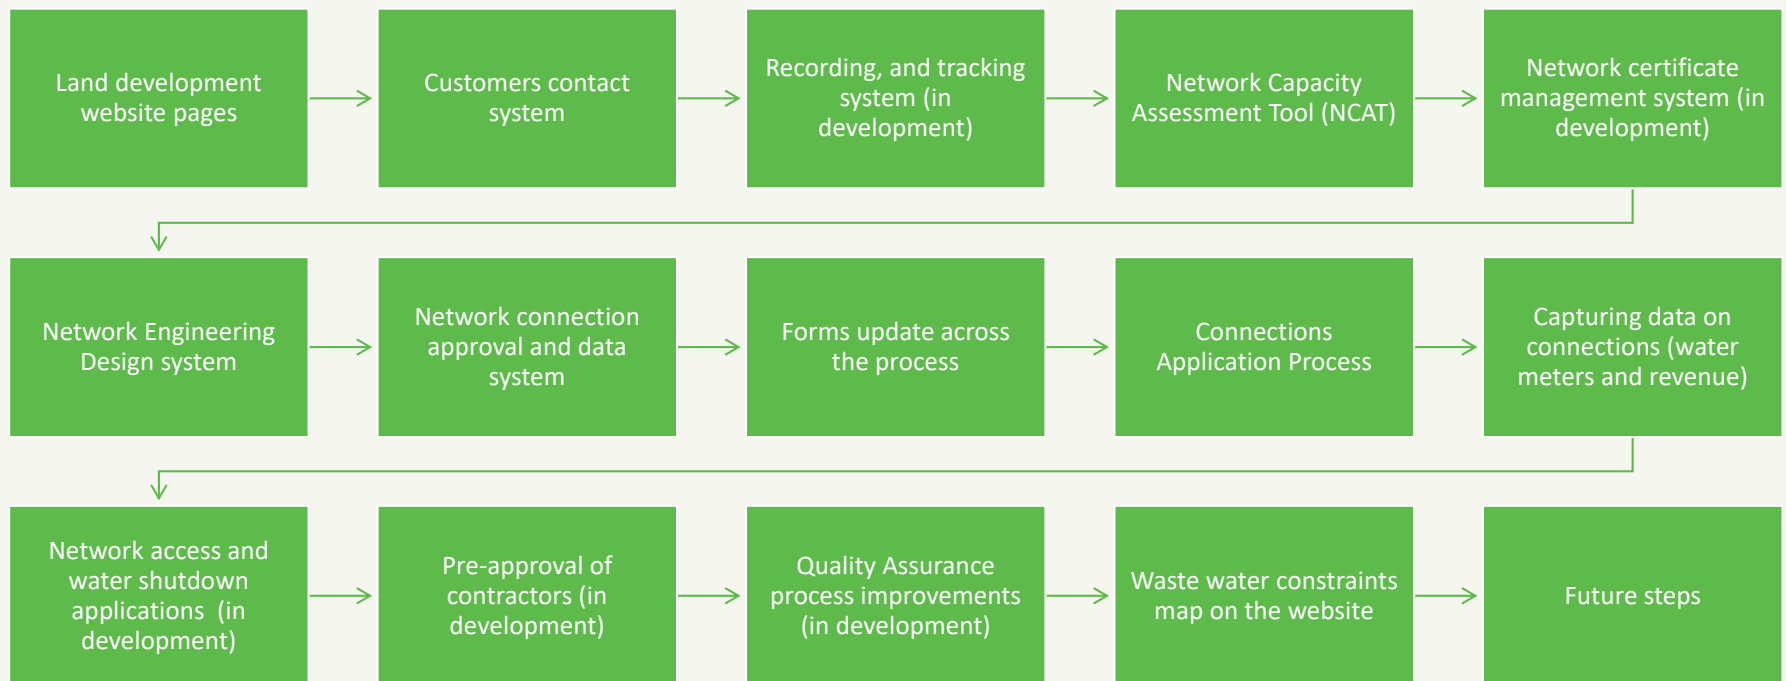 Land development
website pages
Customers contact
system
Recording, and tracking
system (in
development)
Network Capacity
Assessment Tool (NCAT)
Network certificate
management system (in
development)
Network Engineering
Design system
Network connection
approval and data
system
Forms update across
the process
Connections
Application Process
Capturing data on
connections (water
meters and revenue)
Network access and
water shutdown
applications (in
development)
Pre-approval of
contractors (in
development)
Quality Assurance
process improvements
(in development)
Waste water constraints
map on the website
Future steps